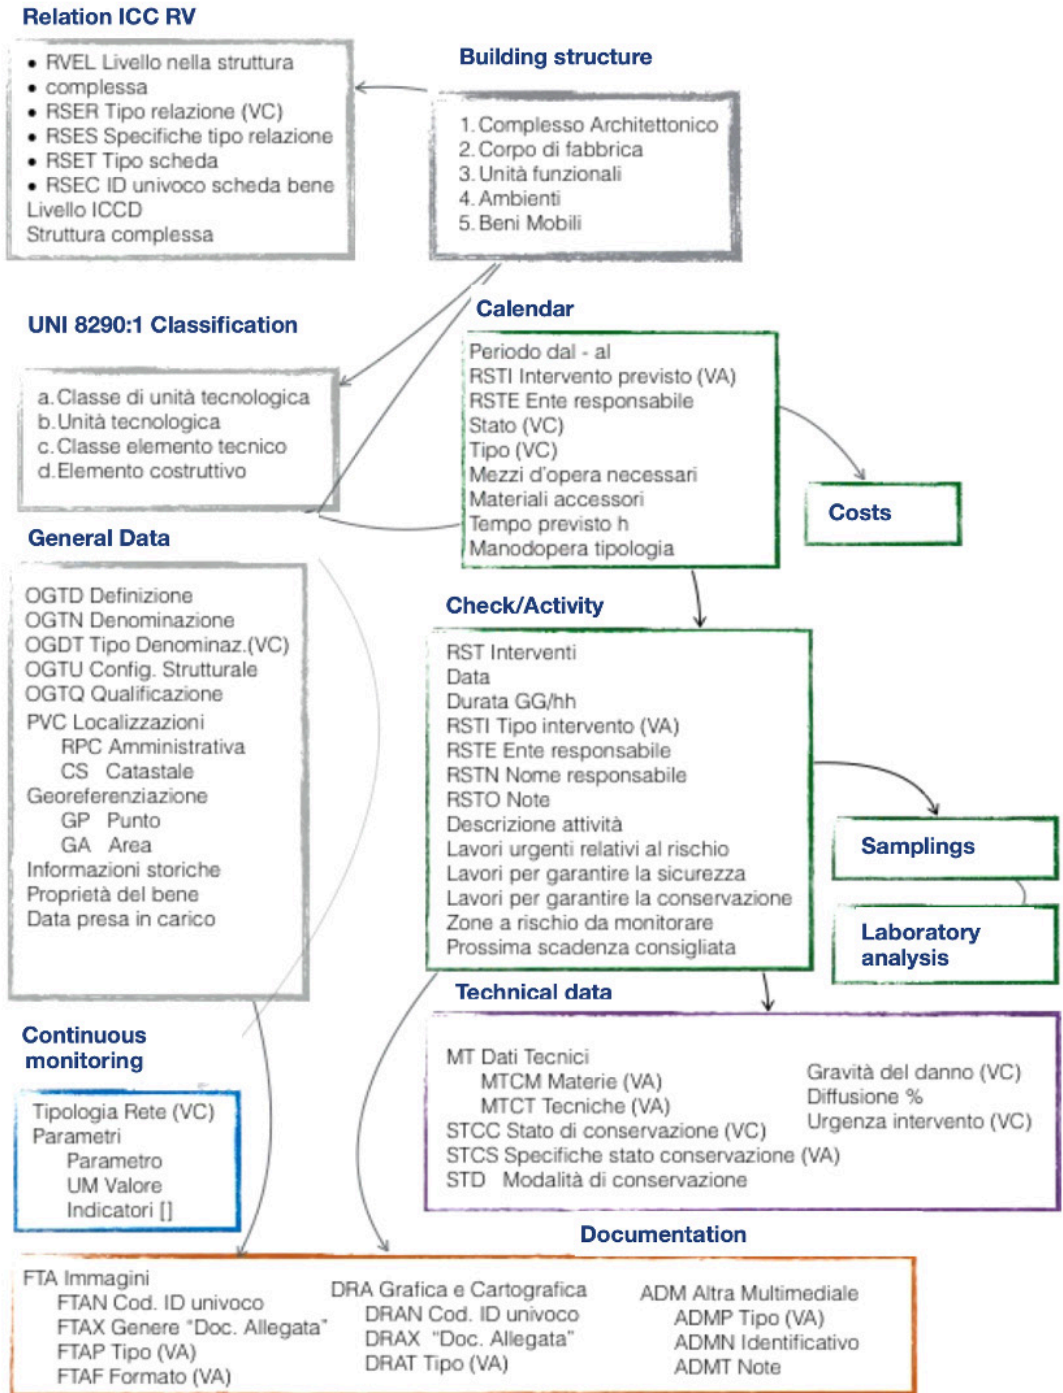 Relation ICC RV
• RVEL Livello nella struttura
• complessa
• RSER Tipo relazione (VC)
• RSES Specifiche tipo relazione
• RSET Tipo scheda
• RSEC ID univoco scheda bene
Livello ICCD
Struttura complessa
Building structure
1. Complesso Architettonico
2. Corpo di fabbrica
3. Unità funzionali
4. Ambienti
5. Beni Mobili
UNI 8290:1 Classification
a. Classe di unità tecnologica
b. Unità tecnologica
c. Classe elemento tecnico
d. Elemento costruttivo
Calendar
Periodo dal - al
RSTI Intervento previsto (VA)
RSTE Ente responsabile
Stato (VC)
Tipo (VC)
Mezzi d'opera necessari
Materiali accessori
Tempo previsto h
Manodopera tipologia
Costs
General Data
OGTD Definizione
OGTN Denominazione
OGDT Tipo Denominaz.(VC)
OGTU Config. Strutturale
OGTQ Qualificazione
PVC Localizzazioni
RPC Amministrativa
CS Catastale
Georeferenziazione
GP Punto
GA Area
Informazioni storiche
Proprietà del bene
Data presa in carico
Check/Activity
RST Interventi
Data
Durata GG/hh
RSTI Tipo intervento (VA)
RSTE Ente responsabile
RSTN Nome responsabile
RSTO Note
Descrizione attività
Lavori urgenti relativi al rischio
Lavori per garantire la sicurezza
Lavori per garantire la conservazione
Zone a rischio da monitorare
Prossima scadenza consigliata
Samplings
Laboratory
analysis
Continuous
monitoring
Tipologia Rete (VC)
Parametri
Parametro
UM Valore
Indicatori []
Technical data
MT Dati Tecnici
MTCM Materie (VA)
MTCT Tecniche (VA)
STCC Stato di conservazione (VC)
STCS Specifiche stato conservazione (VA)
STD Modalità di conservazione
Gravità del danno (VC)
Diffusione %
Urgenza intervento (VC)
Documentation
FTA Immagini
FTAN Cod. ID univoco
FTAX Genere "Doc. Allegata"
FTAP Tipo (VA)
FTAF Formato (VA)
DRA Grafica e Cartografica
DRAN Cod. ID univoco
DRAX "Doc. Allegata"
DRAT Tipo (VA)
ADM Altra Multimediale
ADMP Tipo (VA)
ADMN Identificativo
ADMT Note